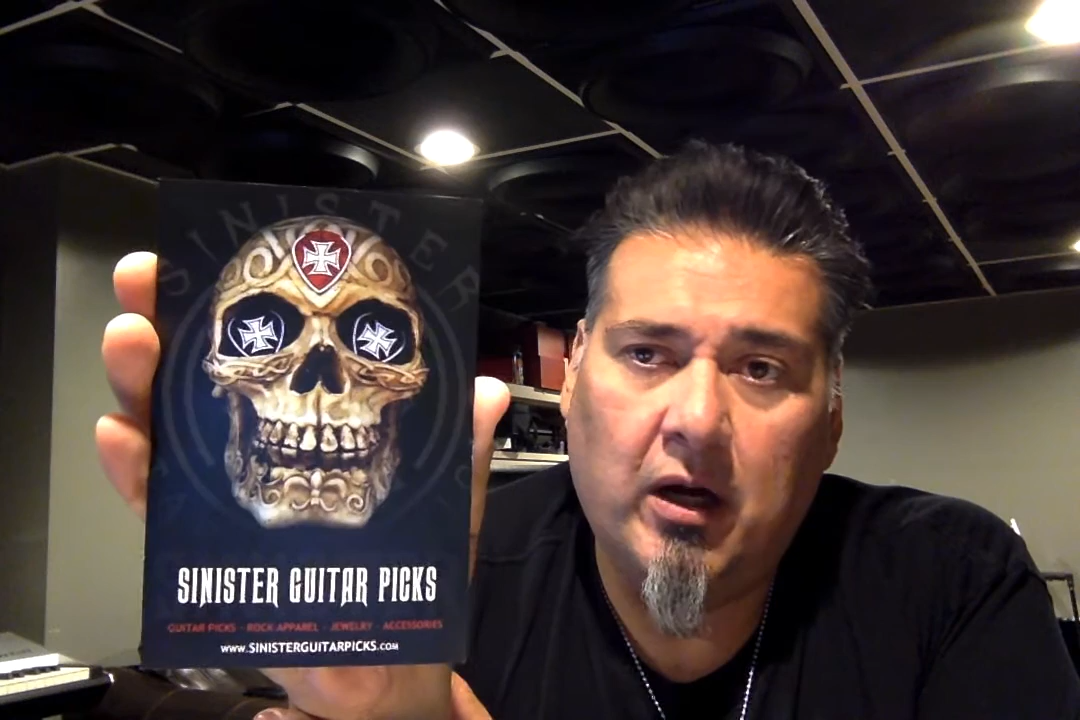 SINISTER
SINISTER GUITAR PICKS
GUITAR PICKS - ROCK APPAREL - JEWELRY - ACCESSORIES
WWW.SINISTERGUITARPICKS.COM